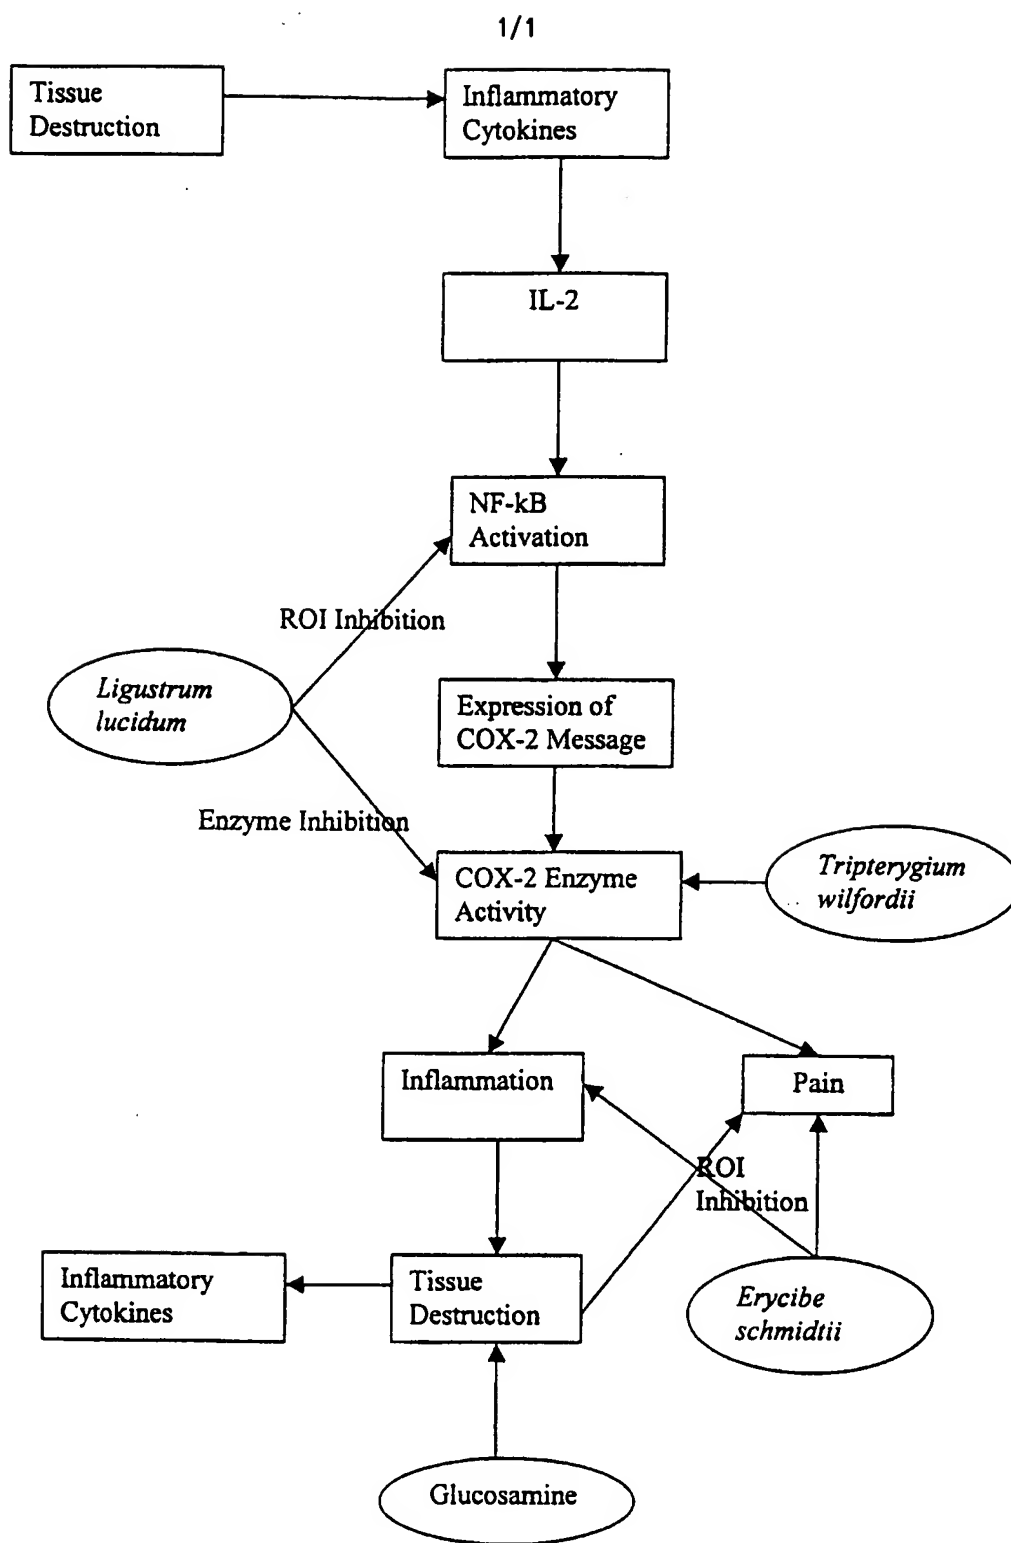 1/1
Tissue
Destruction
Inflammatory
Cytokines
IL-2
NF-kB
Activation
ROI Inhibition
Ligustrum
lucidum
Expression of
COX-2 Message
Enzyme Inhibition
COX-2 Enzyme
Activity
Tripterygium
wilfordii
Inflammation
Pain
ROI
Inhibition
Inflammatory
Cytokines
Tissue
Destruction
Erycibe
schmidtii
Glucosamine